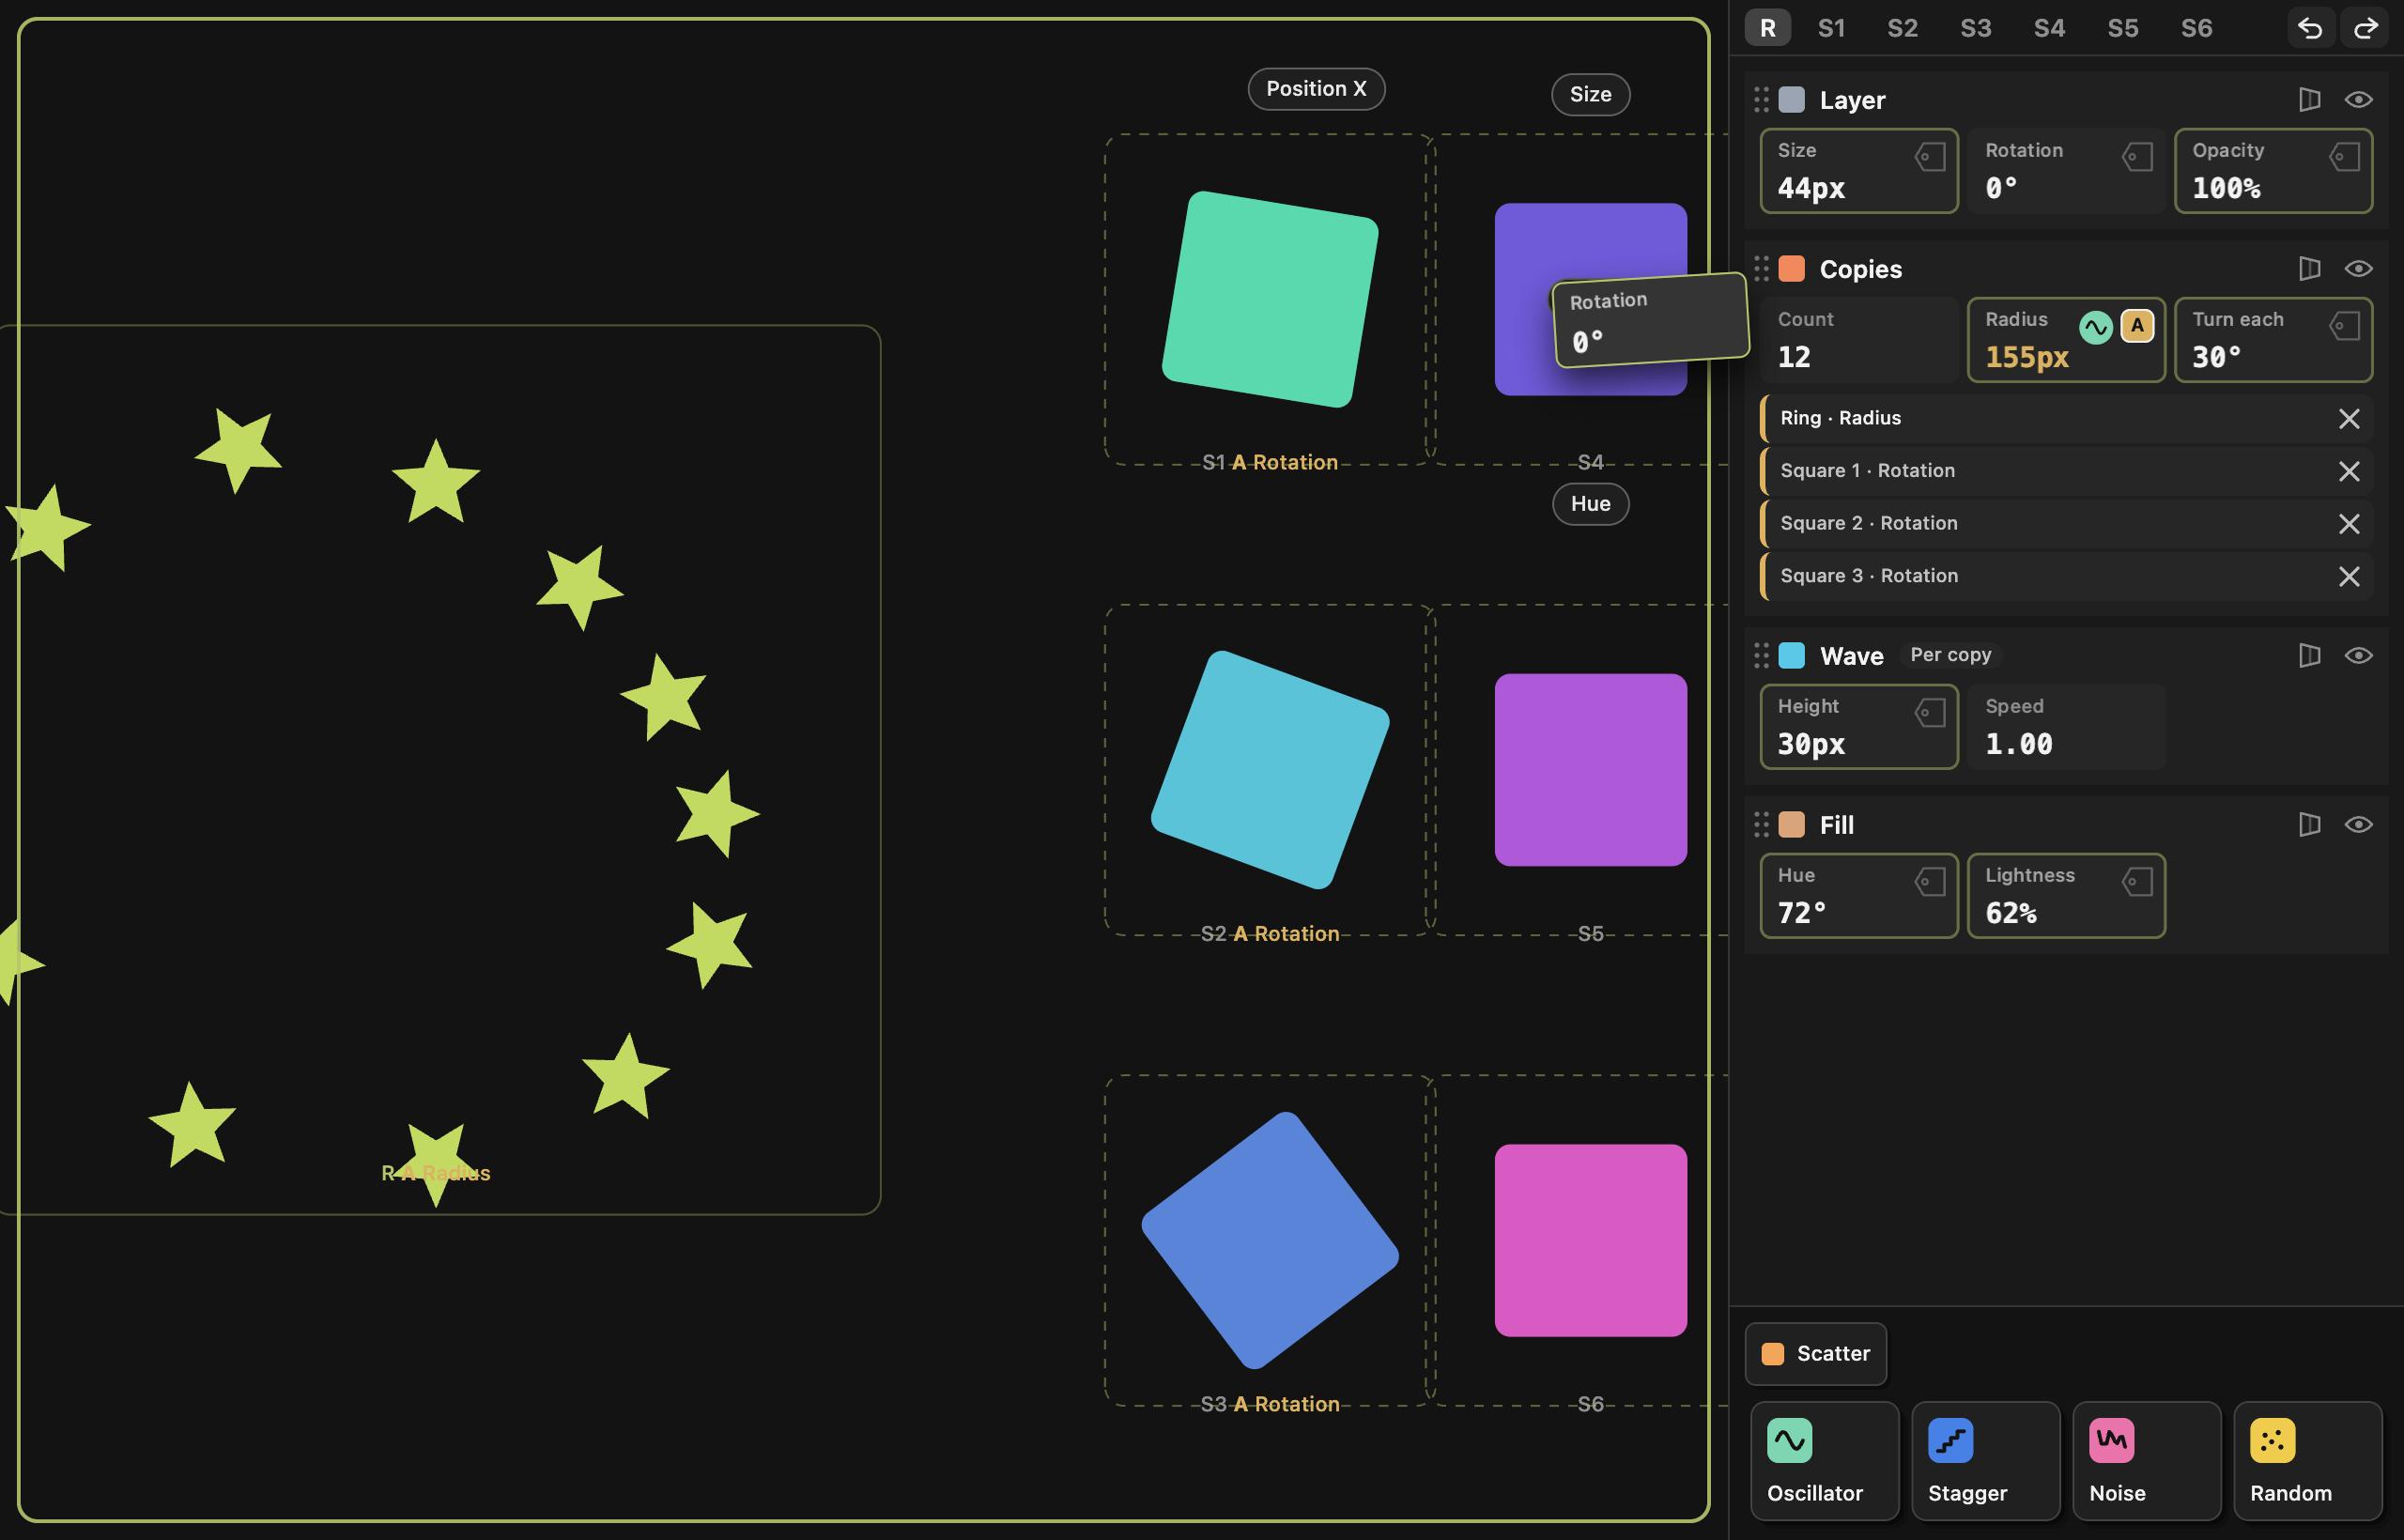 R S1 S2 S3 S4 S5 S6
Position X
Size
S1 A Rotation
S4
Hue
S2 A Rotation
S5
S3 A Rotation
S6
R A Radius
Rotation
0°
Layer
Size
44px
Rotation
0°
Opacity
100%
Copies
Count
12
Radius
A
155px
Turn each
30°
Ring · Radius
Square 1 · Rotation
Square 2 · Rotation
Square 3 · Rotation
Wave Per copy
Height
30px
Speed
1.00
Fill
Hue
72°
Lightness
62%
Scatter
Oscillator
Stagger
Noise
Random